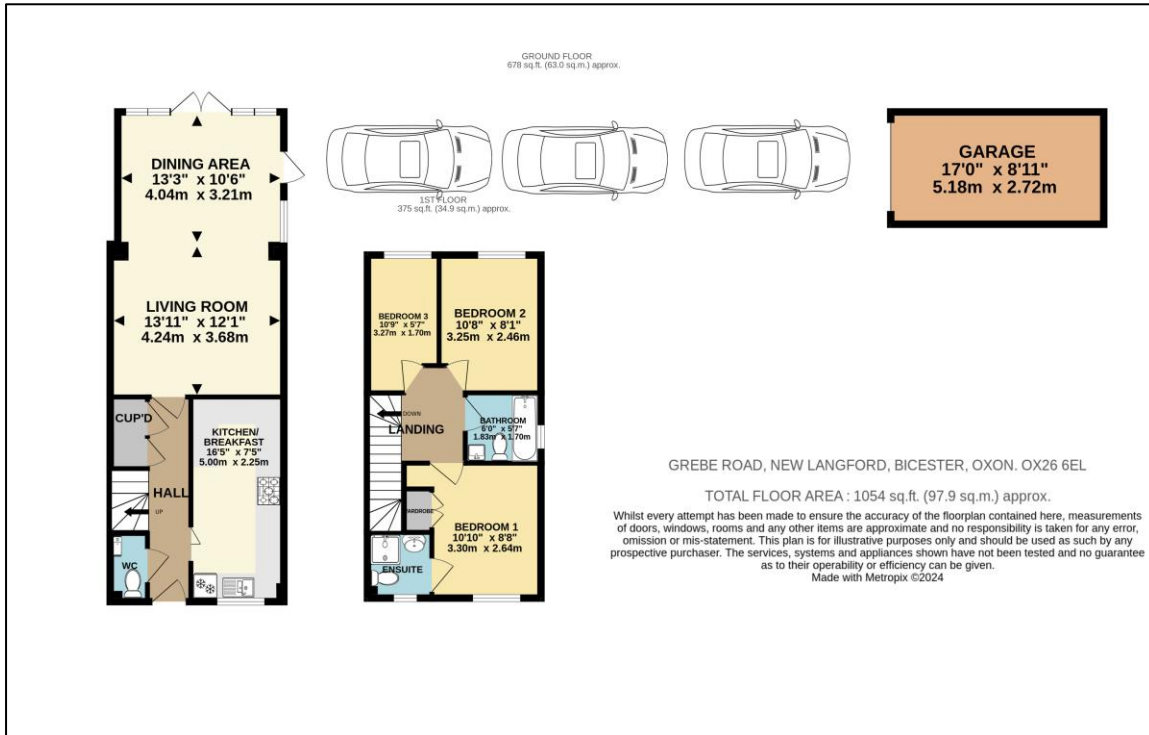 GROUND FLOOR
678 sq.ft. (63.0 sq.m.) approx.
DINING AREA
13'3" x 10'6"
4.04m x 3.21m
LIVING ROOM
13'11" x 12'1"
4.24m x 3.68m
CUP'D
KITCHEN/
BREAKFAST
16'5" x 7'5"
5.00m x 2.25m
HALL
UP
WC
GARAGE
17'0" x 8'11"
5.18m x 2.72m
1ST FLOOR
375 sq.ft. (34.9 sq.m.) approx.
BEDROOM 3
10'9" x 5'7"
3.27m x 1.70m
BEDROOM 2
10'8" x 8'1"
3.25m x 2.46m
DOWN
LANDING
BATHROOM
6'0" x 5'7"
1.83m x 1.70m
WARDROBE
BEDROOM 1
10'10" x 8'8"
3.30m x 2.64m
ENSUITE
GREBE ROAD, NEW LANGFORD, BICESTER, OXON. OX26 6EL
TOTAL FLOOR AREA : 1054 sq.ft. (97.9 sq.m.) approx.
Whilst every attempt has been made to ensure the accuracy of the floorplan contained here, measurements
of doors, windows, rooms and any other items are approximate and no responsibility is taken for any error,
omission or mis-statement. This plan is for illustrative purposes only and should be used as such by any
prospective purchaser. The services, systems and appliances shown have not been tested and no guarantee
as to their operability or efficiency can be given.
Made with Metropix ©2024